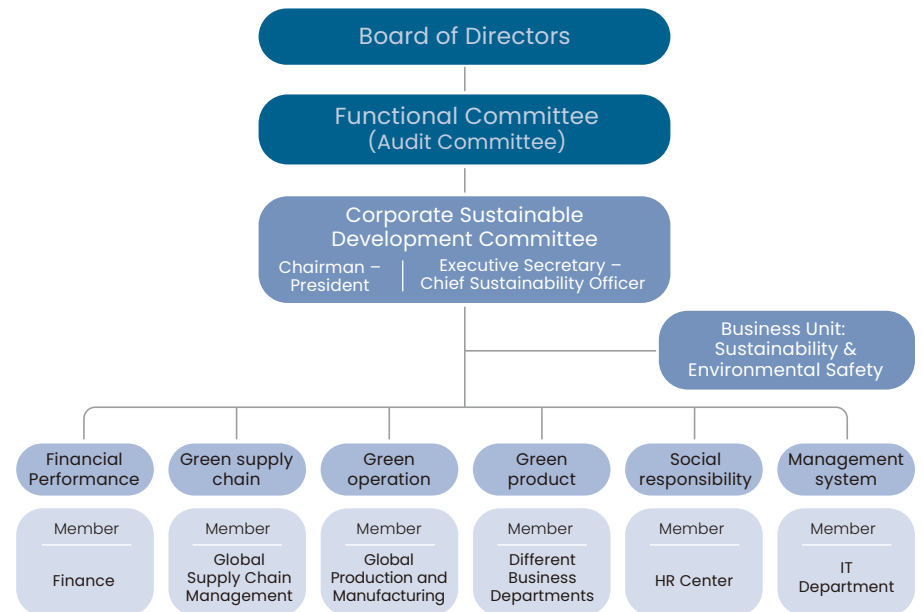 Board of Directors
Functional Committee
(Audit Committee)
Corporate Sustainable
Development Committee
Chairman –
President
Executive Secretary –
Chief Sustainability Officer
Business Unit:
Sustainability &
Environmental Safety
Financial
Performance
Green supply
chain
Green
operation
Green
product
Social
responsibility
Management
system
Member
Finance
Member
Global
Supply Chain
Management
Member
Global
Production and
Manufacturing
Member
Different
Business
Departments
Member
HR Center
Member
IT
Department